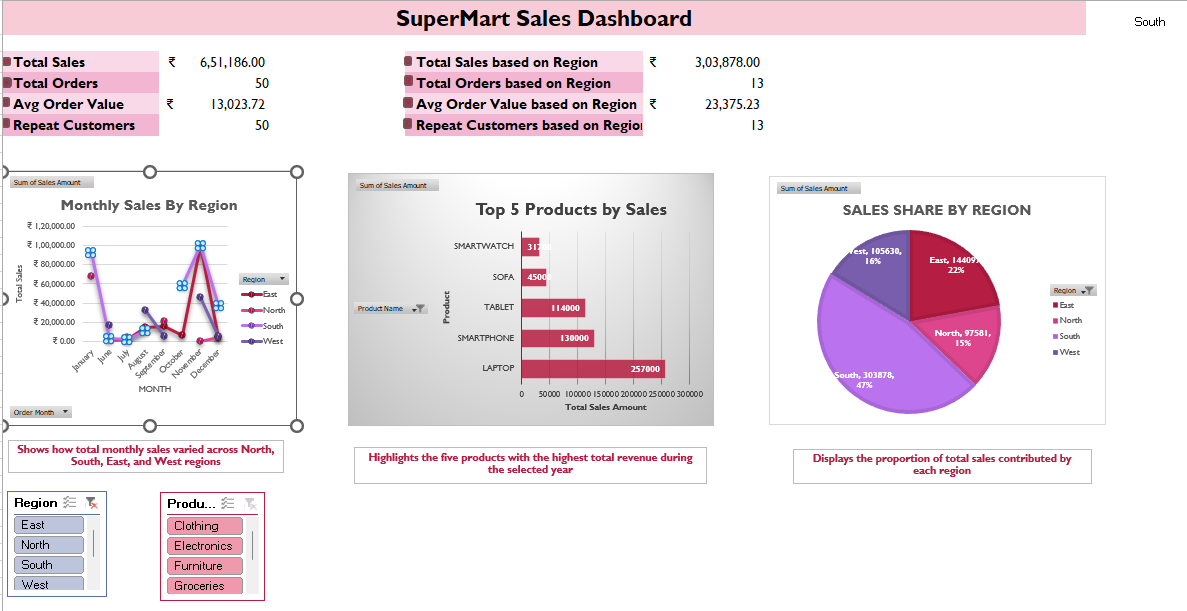 SuperMart Sales Dashboard
South
Total Sales ₹ 6,51,186.00
Total Orders 50
Avg Order Value ₹ 13,023.72
Repeat Customers 50
Total Sales based on Region ₹ 3,03,878.00
Total Orders based on Region 13
Avg Order Value based on Region ₹ 23,375.23
Repeat Customers based on Region 13
Sum of Sales Amount
Monthly Sales By Region
₹ 1,20,000.00
₹ 1,00,000.00
₹ 80,000.00
₹ 60,000.00
₹ 40,000.00
₹ 20,000.00
₹ 0.00
Total Sales
January
June
July
August
September
October
November
December
MONTH
Region
East
North
South
West
Order Month
Shows how total monthly sales varied across North,
South, East, and West regions
Sum of Sales Amount
Top 5 Products by Sales
Product Name
Product
SMARTWATCH
SOFA 45000
TABLET 114000
SMARTPHONE 130000
LAPTOP 257000
0 50000 100000 150000 200000 250000 300000
Total Sales Amount
Highlights the five products with the highest total revenue during
the selected year
Sum of Sales Amount
SALES SHARE BY REGION
West, 105630,
16%
East, 144097,
22%
North, 97581,
15%
South, 303878,
47%
Region
East
North
South
West
Displays the proportion of total sales contributed by
each region
Region
East
North
South
West
Produ...
Clothing
Electronics
Furniture
Groceries